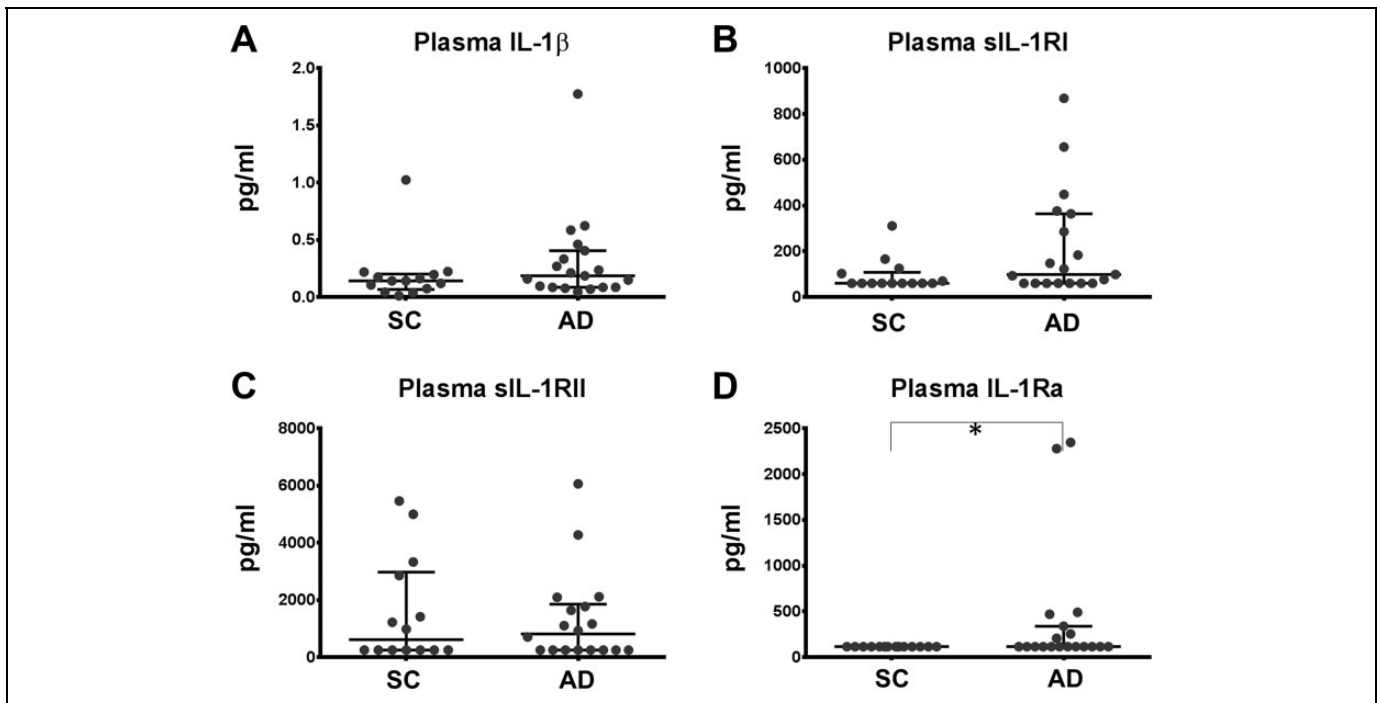 A
Plasma IL-1β
pg/ml
2.0
1.5
1.0
0.5
0.0
SC
AD
B
Plasma sIL-1RI
pg/ml
1000
800
600
400
200
0
SC
AD
C
Plasma sIL-1RII
pg/ml
8000
6000
4000
2000
0
SC
AD
D
Plasma IL-1Ra
*
pg/ml
2500
2000
1500
1000
500
0
SC
AD